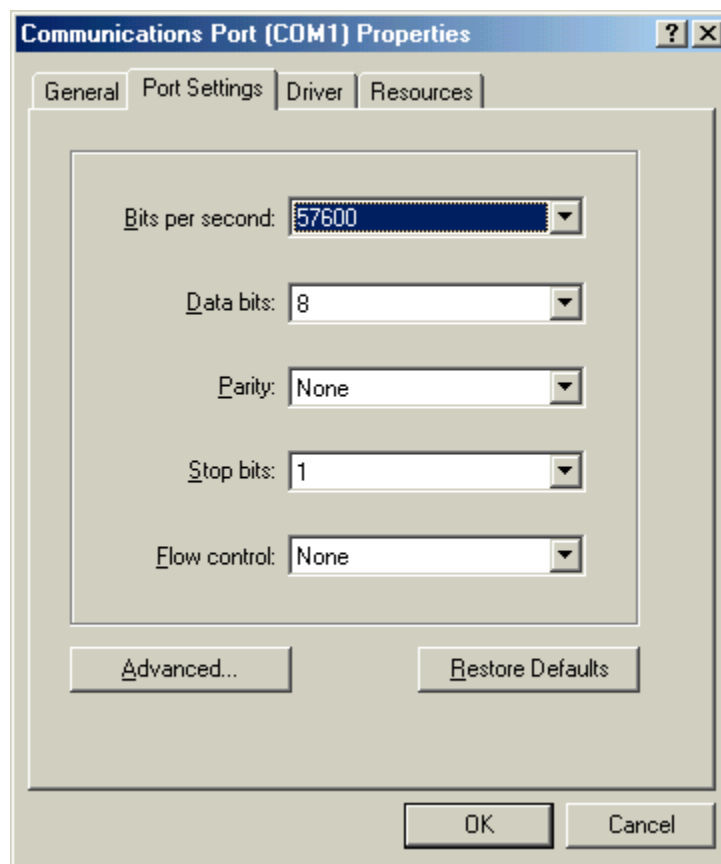 Communications Port (COM1) Properties
General Port Settings Driver Resources
Bits per second: 57600
Data bits: 8
Parity: None
Stop bits: 1
Flow control: None
Advanced... Restore Defaults
OK Cancel